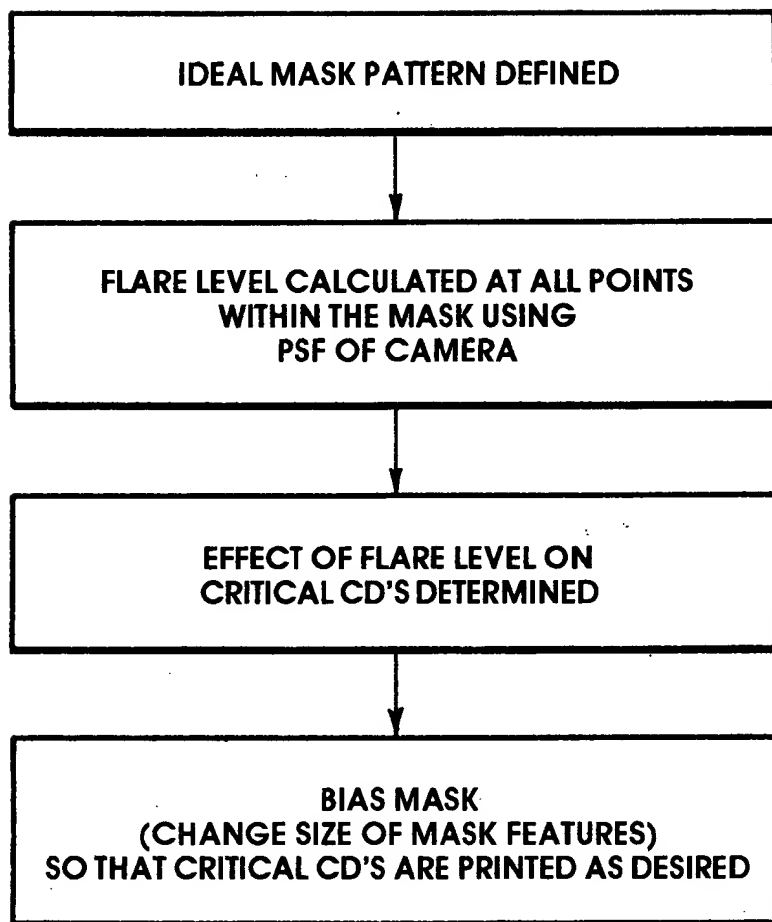 IDEAL MASK PATTERN DEFINED
FLARE LEVEL CALCULATED AT ALL POINTS
WITHIN THE MASK USING
PSF OF CAMERA
EFFECT OF FLARE LEVEL ON
CRITICAL CD'S DETERMINED
BIAS MASK
(CHANGE SIZE OF MASK FEATURES)
SO THAT CRITICAL CD'S ARE PRINTED AS DESIRED